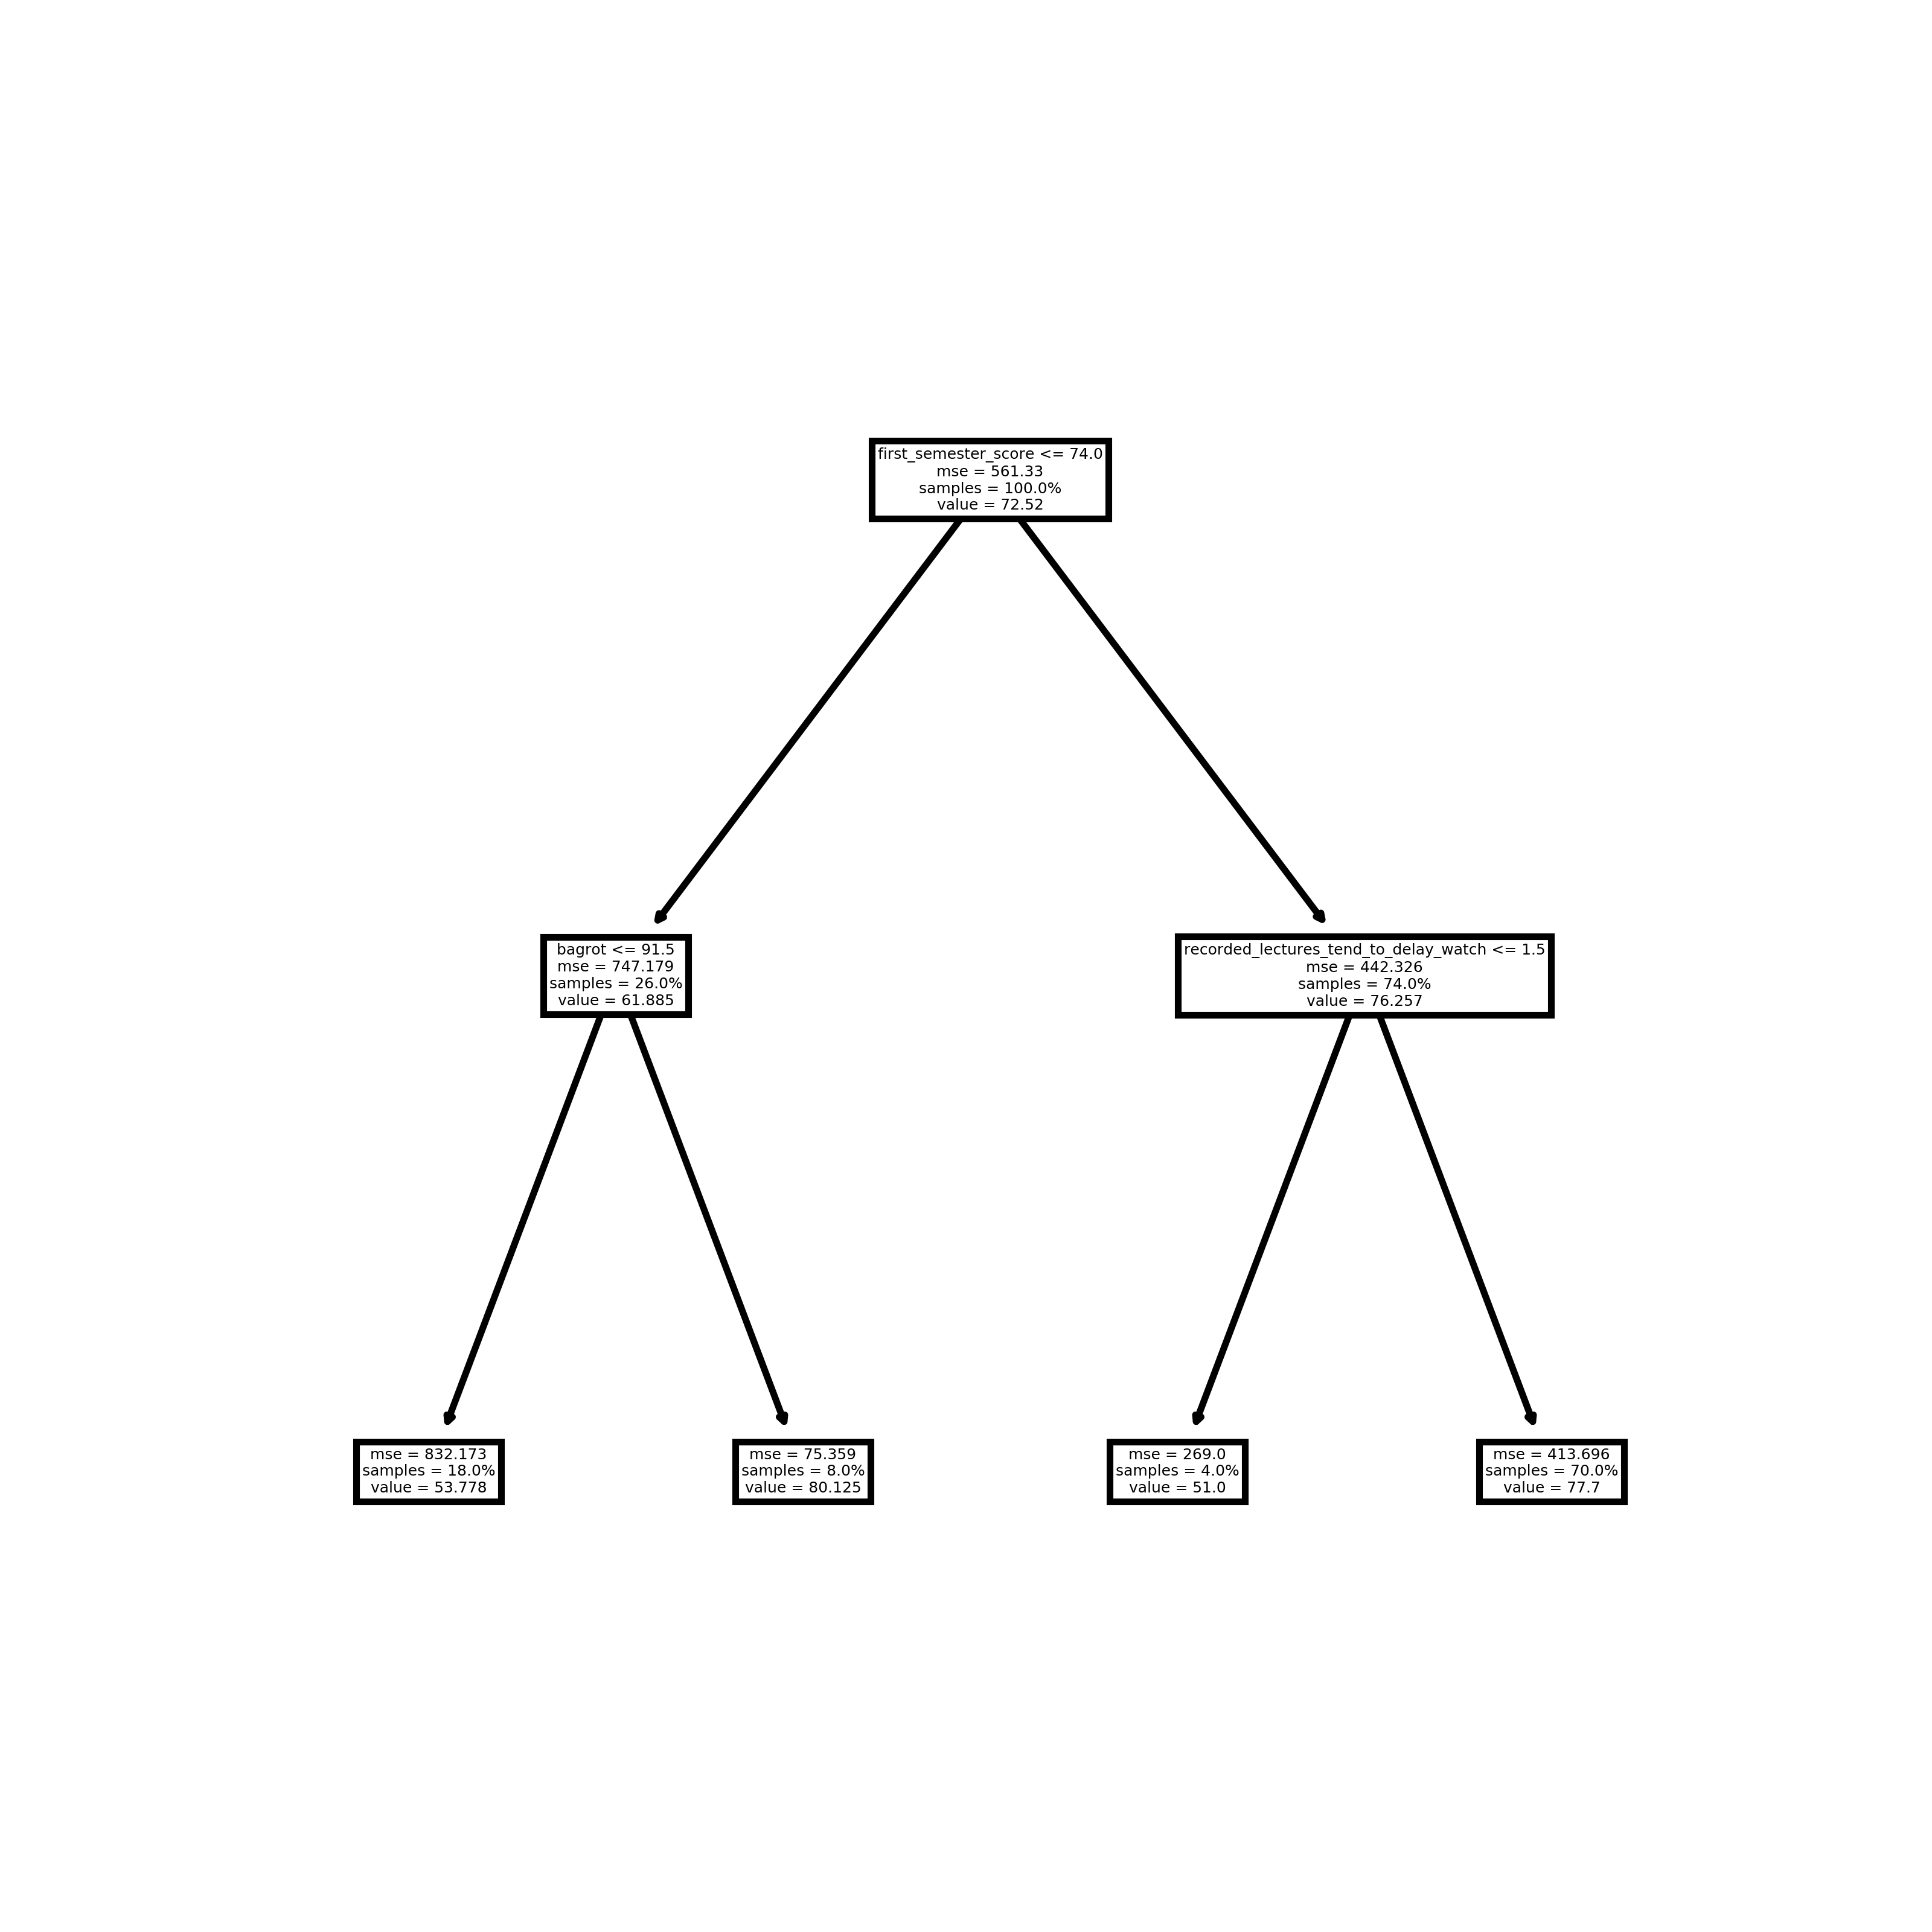 first_semester_score <= 74.0
mse = 561.33
samples = 100.0%
value = 72.52
bagrot <= 91.5
mse = 747.179
samples = 26.0%
value = 61.885
recorded_lectures_tend_to_delay_watch <= 1.5
mse = 442.326
samples = 74.0%
value = 76.257
mse = 832.173
samples = 18.0%
value = 53.778
mse = 75.359
samples = 8.0%
value = 80.125
mse = 269.0
samples = 4.0%
value = 51.0
mse = 413.696
samples = 70.0%
value = 77.7